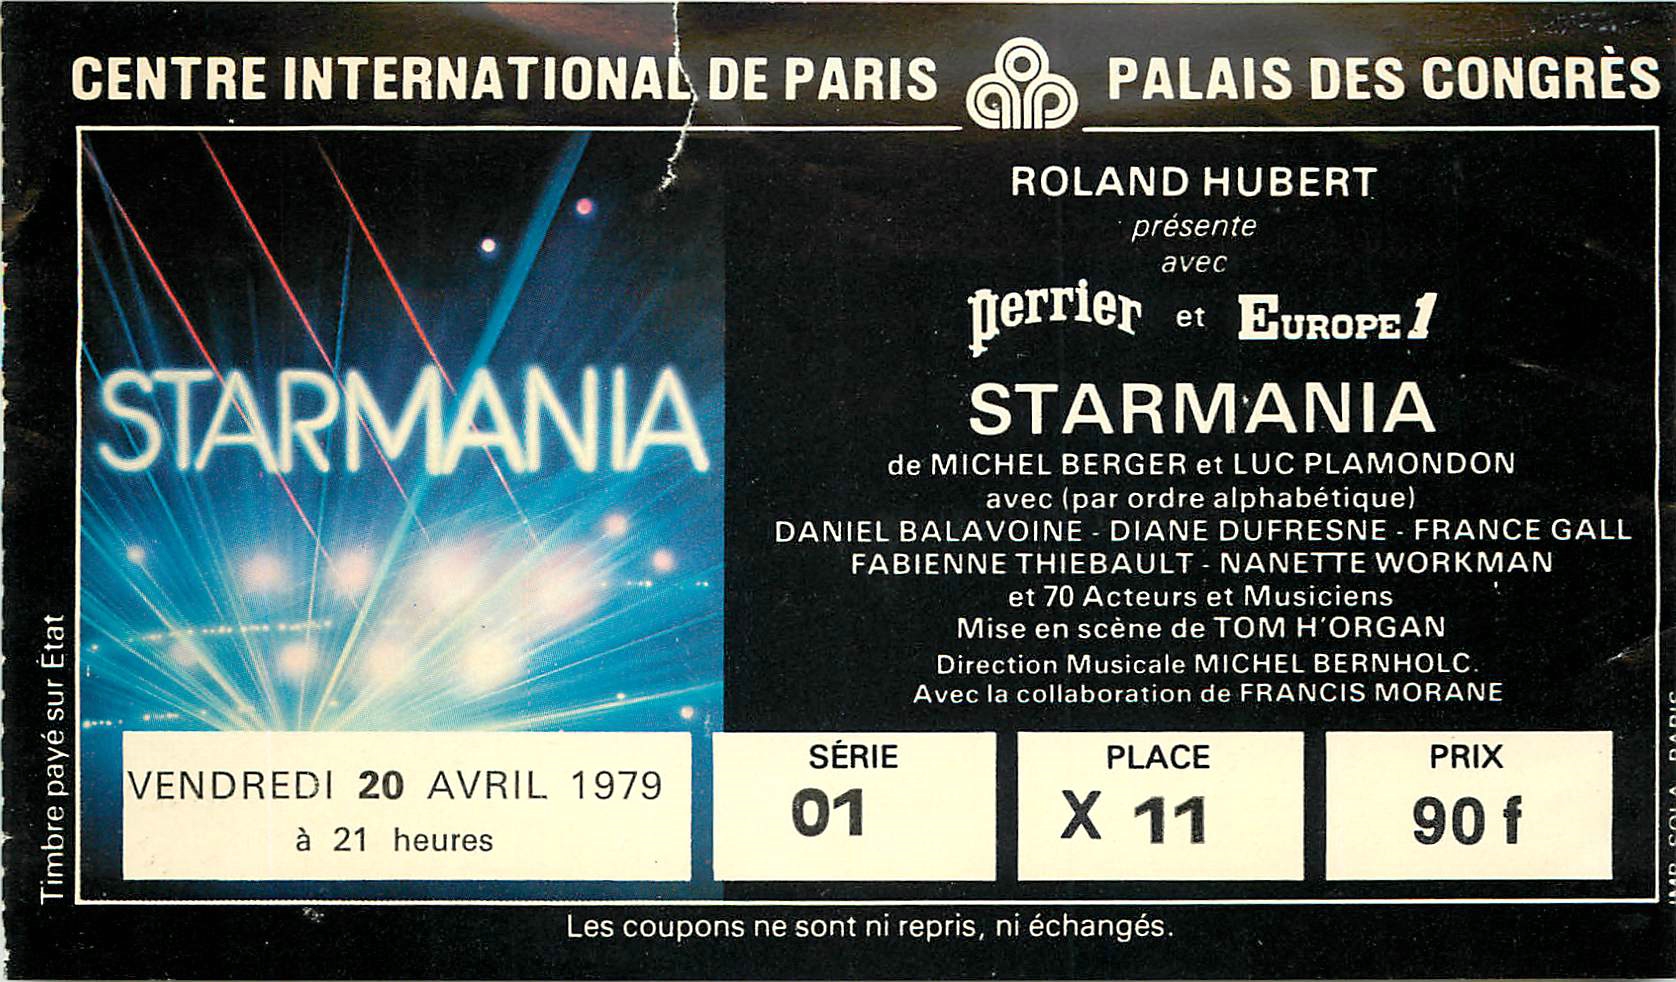 CENTRE INTERNATIONAL DE PARIS PALAIS DES CONGRÈS
STARMANIA
ROLAND HUBERT
présente
avec
perrier et EUROPE 1
STARMANIA
de MICHEL BERGER et LUC PLAMONDON
avec (par ordre alphabétique)
DANIEL BALAVOINE - DIANE DUFRESNE - FRANCE GALL
FABIENNE THIEBAULT - NANETTE WORKMAN
et 70 Acteurs et Musiciens
Mise en scène de TOM H'ORGAN
Direction Musicale MICHEL BERNHOLC.
Avec la collaboration de FRANCIS MORANE
VENDREDI 20 AVRIL 1979
à 21 heures
SÉRIE
01
PLACE
X 11
PRIX
90 f
Les coupons ne sont ni repris, ni échangés.
Timbre payé sur État